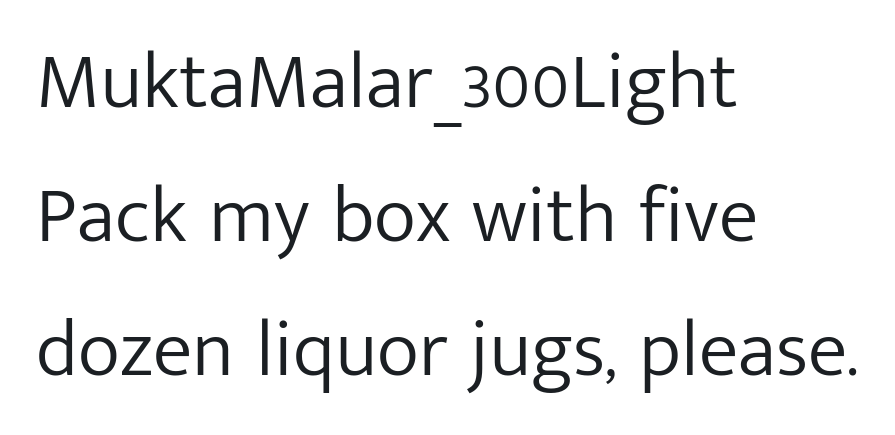 MuktaMalar_300Light
Pack my box with five
dozen liquor jugs, please.